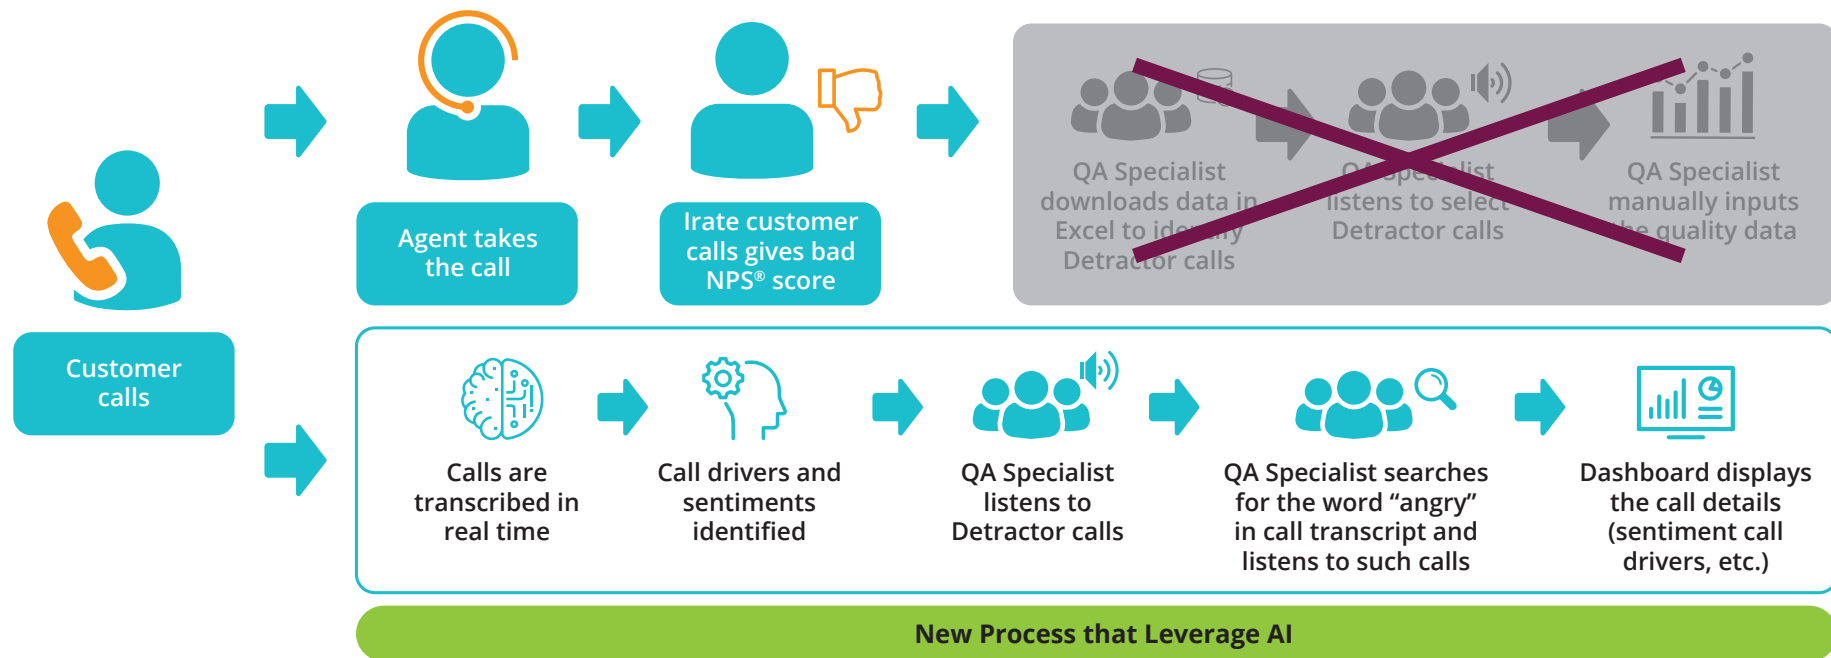 Customer
calls
Agent takes
the call
Irate customer
calls gives bad
NPS® score
QA Specialist
downloads data in
Excel to identify
Detractor calls
QA Specialist
listens to select
Detractor calls
QA Specialist
manually inputs
the quality data
Calls are
transcribed in
real time
Call drivers and
sentiments
identified
QA Specialist
listens to
Detractor calls
QA Specialist searches
for the word “angry”
in call transcript and
listens to such calls
Dashboard displays
the call details
(sentiment call
drivers, etc.)
New Process that Leverage AI